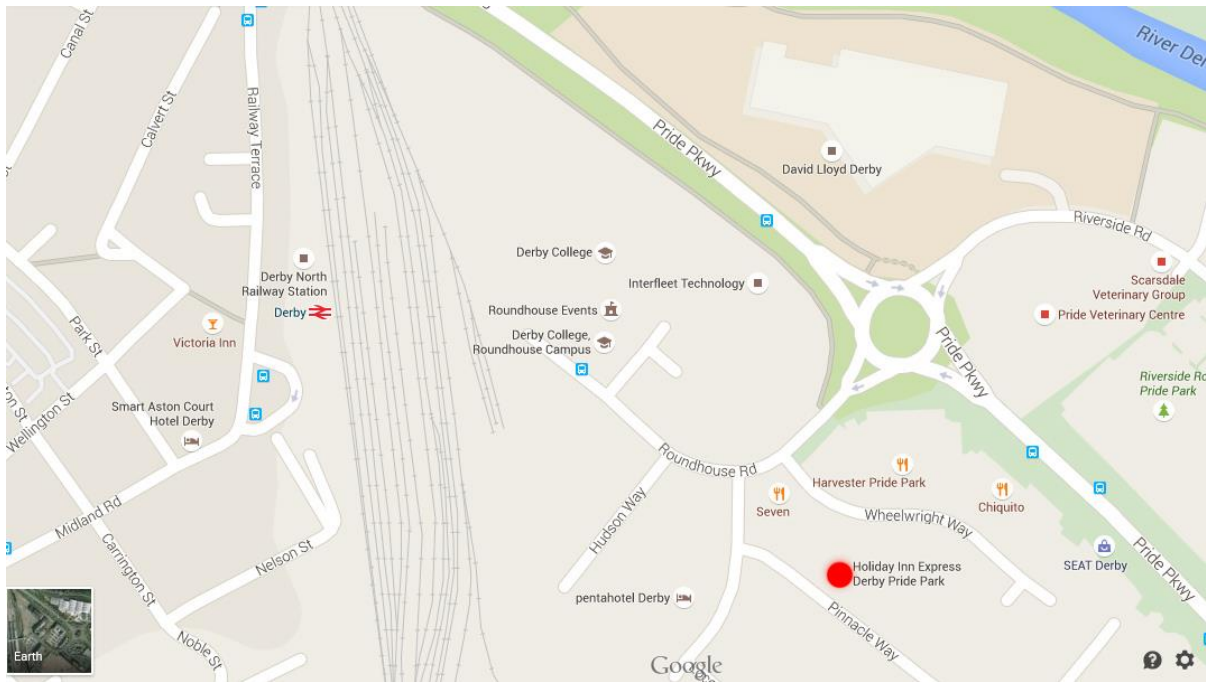 Canal St
Calvert St
Railway Terrace
River Der
Pride Pkwy
David Lloyd Derby
Riverside Rd
Derby College
Scarsdale
Veterinary Group
Derby North
Railway Station
Interfleet Technology
Derby
Roundhouse Events
Pride Veterinary Centre
Park St
Victoria Inn
Derby College,
Roundhouse Campus
Pride Pkwy
Riverside Ro
Pride Park
Smart Aston Court
Hotel Derby
Wellington St
Roundhouse Rd
Harvester Pride Park
Seven
Chiquito
Hudson Way
Wheelwright Way
Midland Rd
Carrington St
Nelson St
Pride Pkwy
SEAT Derby
Holiday Inn Express
Derby Pride Park
pentahotel Derby
Pinnacle Way
Noble St
Earth
Google